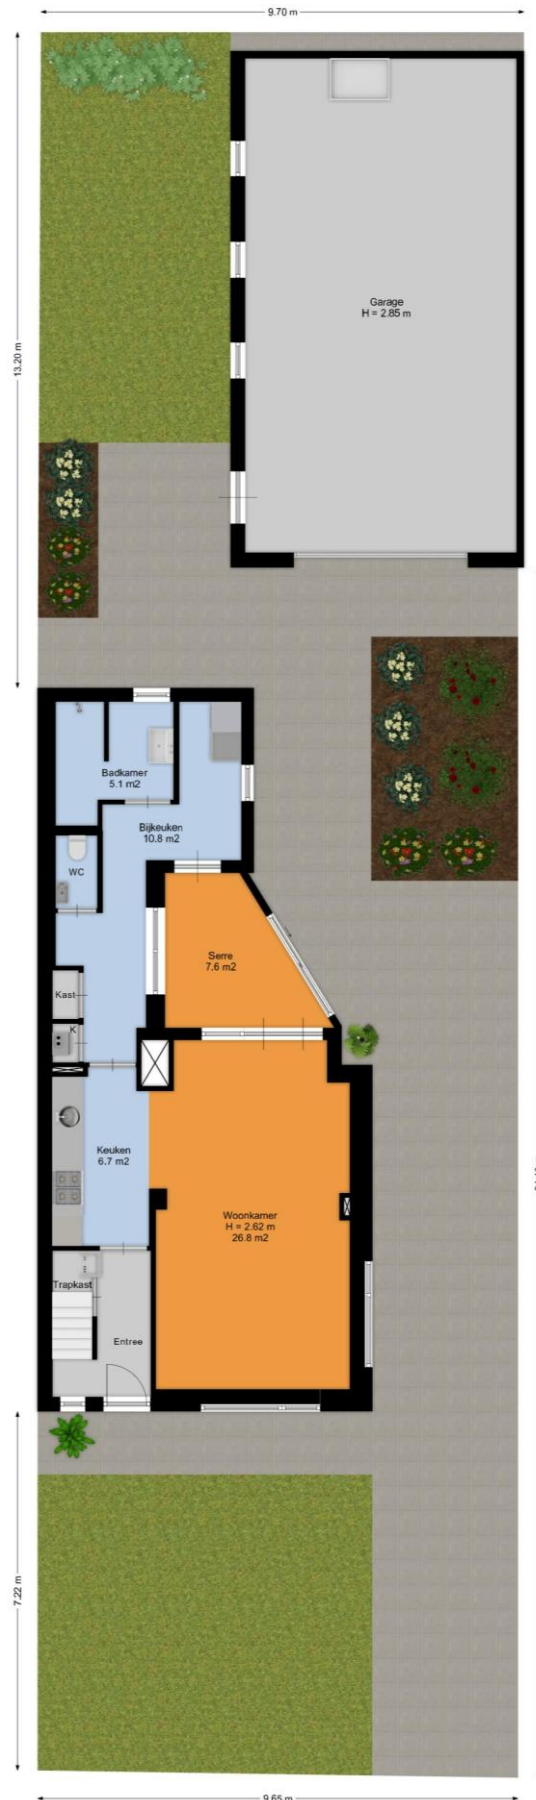 9.70 m
13.20 m
Garage
H = 2.85 m
Badkamer
5.1 m2
Bijkeuken
10.8 m2
WC
Serre
7.6 m2
Kast
K
Keuken
6.7 m2
Woonkamer
H = 2.62 m
26.8 m2
Trapkast
Entree
7.22 m
9.65 m